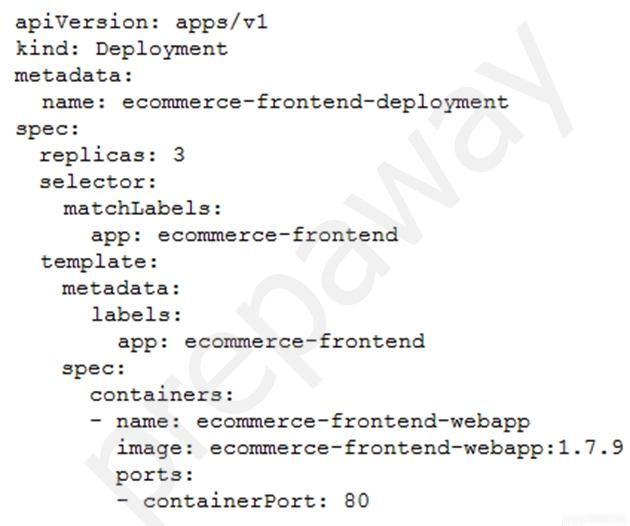 apiVersion: apps/v1
kind: Deployment
metadata:
  name: ecommerce-frontend-deployment
spec:
  replicas: 3
  selector:
    matchLabels:
      app: ecommerce-frontend
  template:
    metadata:
      labels:
        app: ecommerce-frontend
    spec:
      containers:
      - name: ecommerce-frontend-webapp
        image: ecommerce-frontend-webapp:1.7.9
        ports:
        - containerPort: 80
prepaway